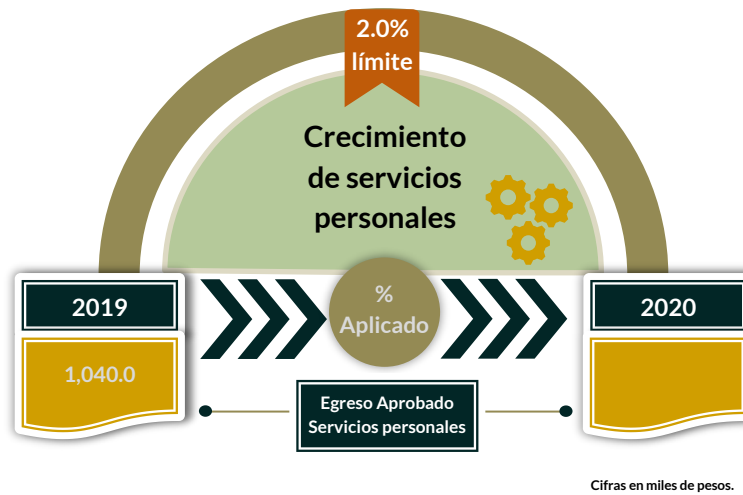 2.0%
límite
Crecimiento
de servicios
personales
2019
%
Aplicado
2020
1,040.0
Egreso Aprobado
Servicios personales
Cifras en miles de pesos.